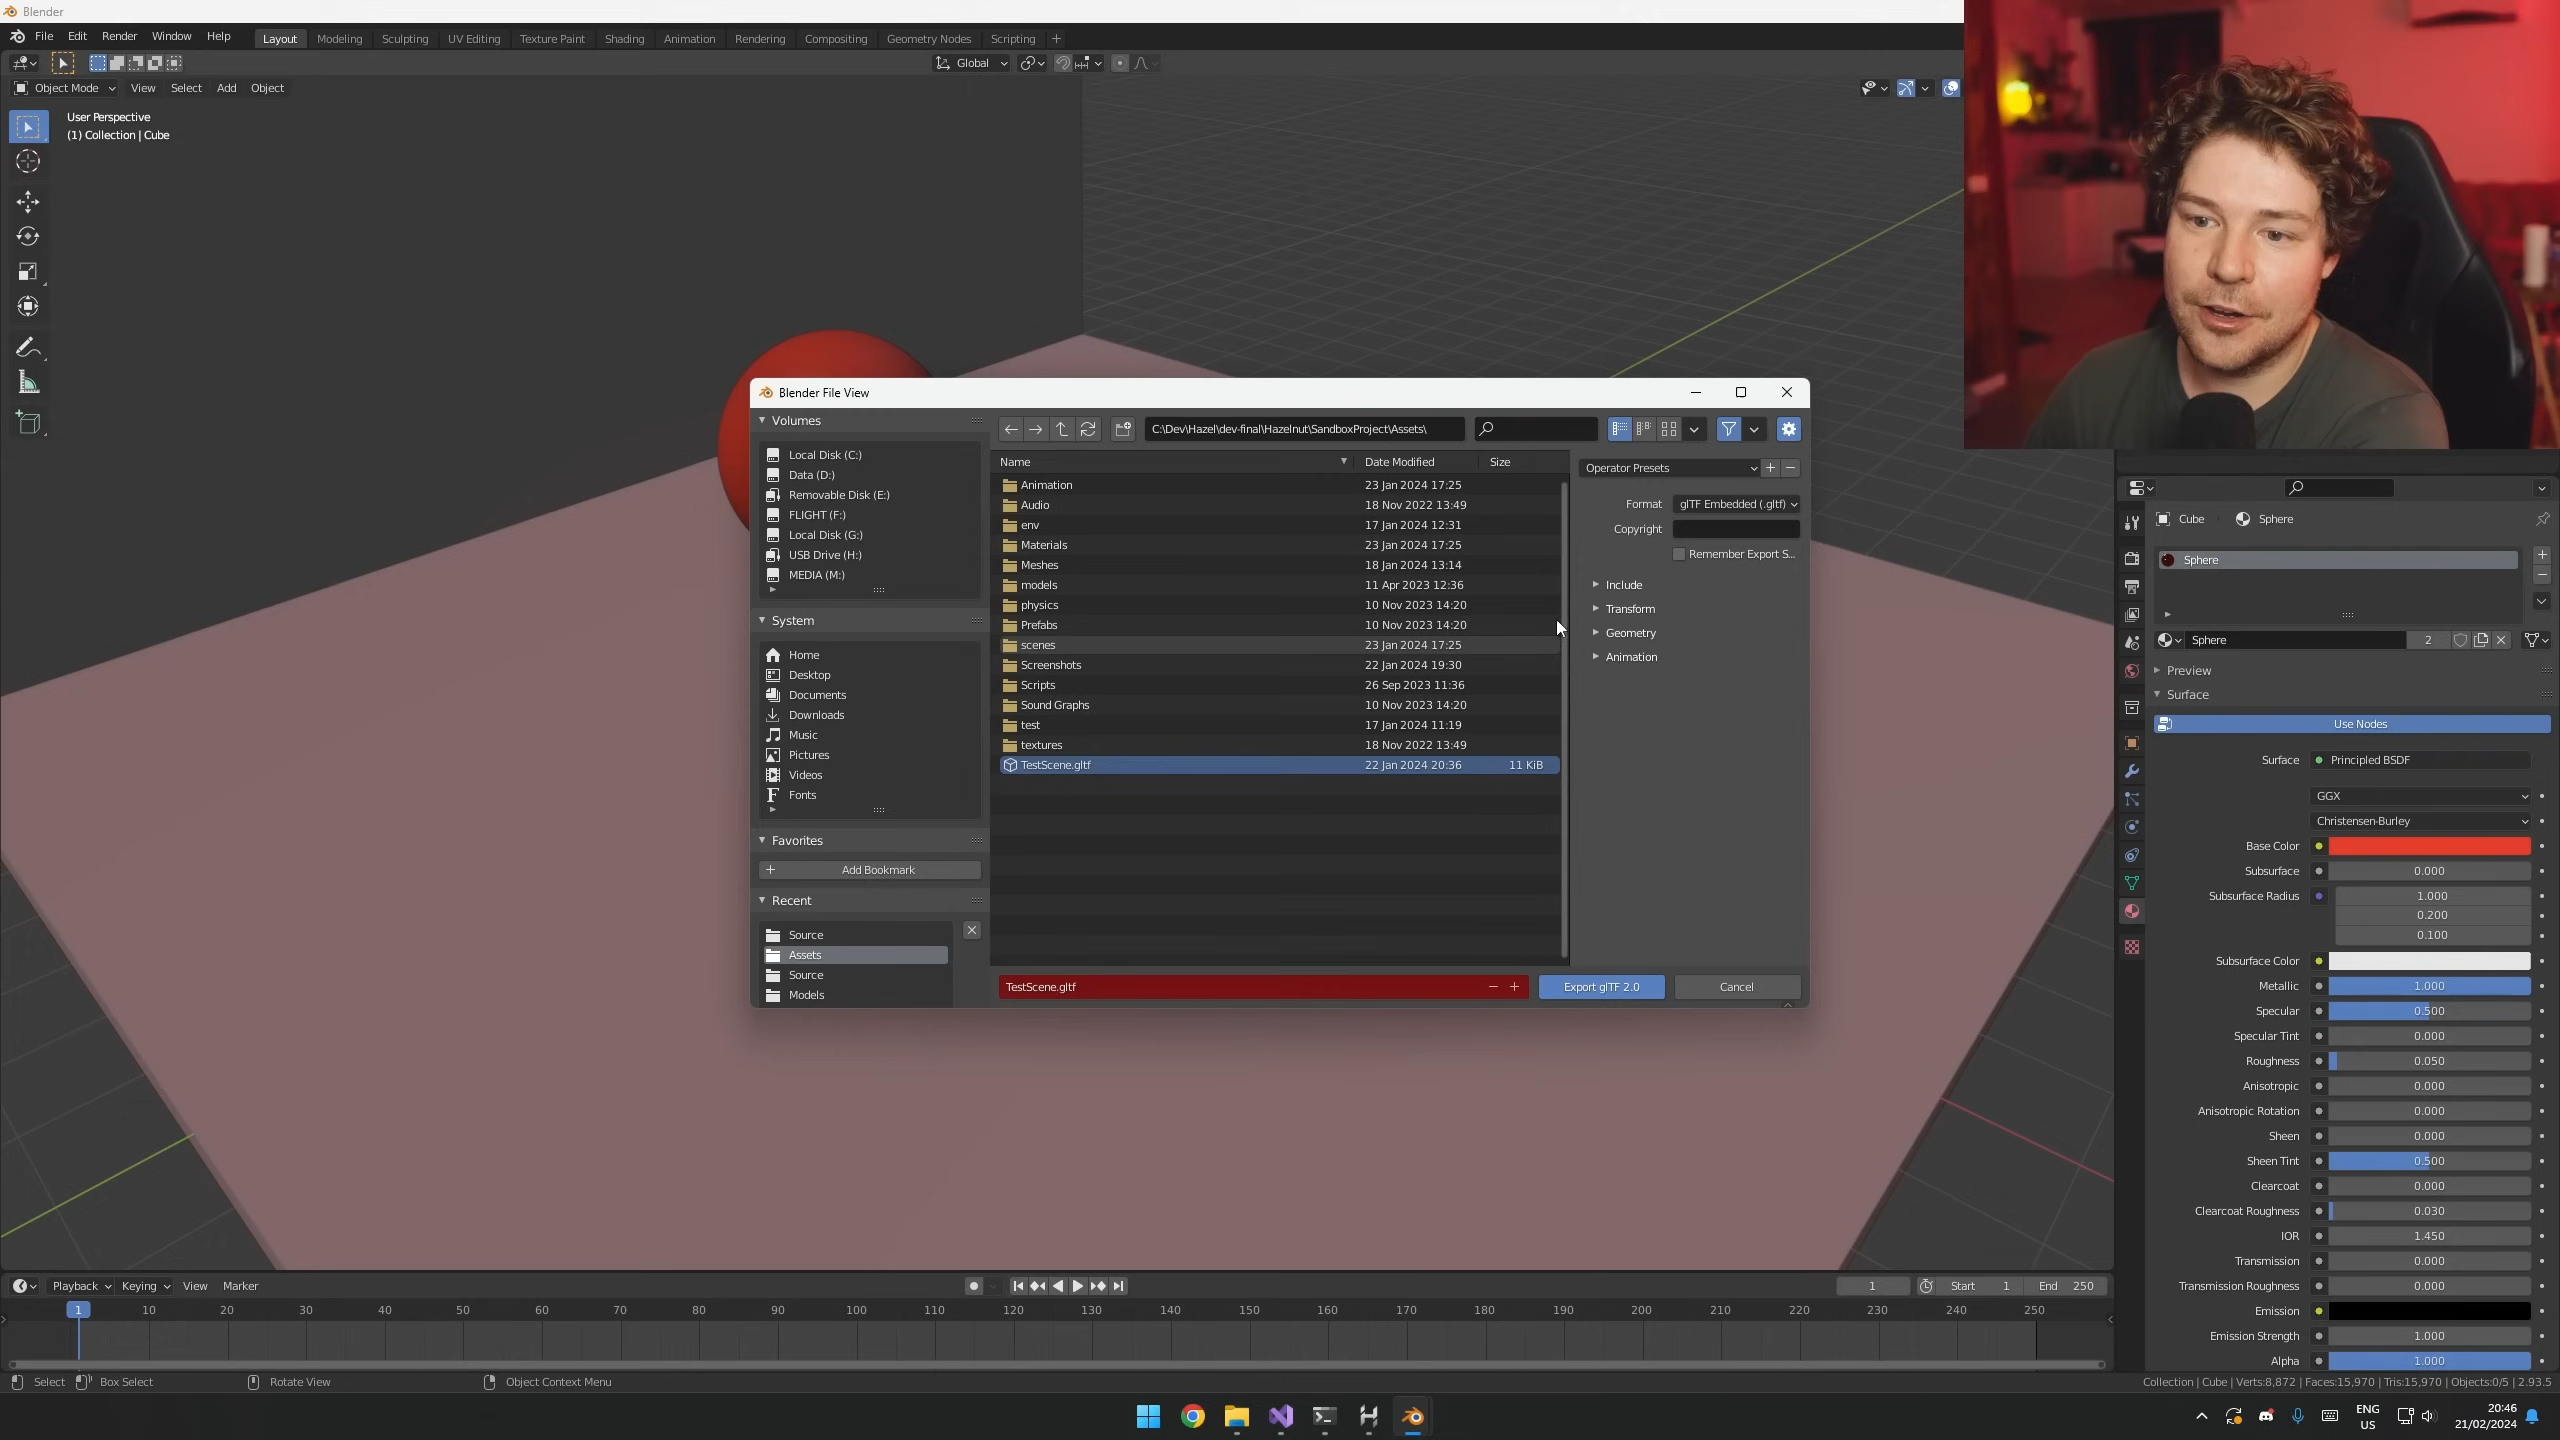 Blender
File Edit Render Window Help Layout Modeling Sculpting UV Editing Texture Paint Shading Animation Rendering Compositing Geometry Nodes Scripting +
Global
Object Mode View Select Add Object
User Perspective
(1) Collection | Cube
Blender File View
Volumes
Local Disk (C:)
Data (D:)
Removable Disk (E:)
FLIGHT (F:)
Local Disk (G:)
USB Drive (H:)
MEDIA (M:)
System
Home
Desktop
Documents
Downloads
Music
Pictures
Videos
Fonts
Favorites
Add Bookmark
Recent
Source
Assets
Source
Models
C:\Dev\Hazel\dev-final\Hazelnut\SandboxProject\Assets\
Name Date Modified Size
Animation 23 Jan 2024 17:25
Audio 18 Nov 2022 13:49
env 17 Jan 2024 12:31
Materials 23 Jan 2024 17:25
Meshes 18 Jan 2024 13:14
models 11 Apr 2023 12:36
physics 10 Nov 2023 14:20
Prefabs 10 Nov 2023 14:20
scenes 23 Jan 2024 17:25
Screenshots 22 Jan 2024 19:30
Scripts 26 Sep 2023 11:36
Sound Graphs 10 Nov 2023 14:20
test 17 Jan 2024 11:19
textures 18 Nov 2022 13:49
TestScene.gltf 22 Jan 2024 20:36 11 KiB
TestScene.gltf
Export glTF 2.0
Cancel
Operator Presets
Format glTF Embedded (.gltf)
Copyright
Remember Export S...
Include
Transform
Geometry
Animation
Cube Sphere
Sphere
Sphere 2
Preview
Surface
Use Nodes
Surface Principled BSDF
GGX
Christensen-Burley
Base Color
Subsurface 0.000
Subsurface Radius 1.000
0.200
0.100
Subsurface Color
Metallic 1.000
Specular 0.500
Specular Tint 0.000
Roughness 0.050
Anisotropic 0.000
Anisotropic Rotation 0.000
Sheen 0.000
Sheen Tint 0.500
Clearcoat 0.000
Clearcoat Roughness 0.030
IOR 1.450
Transmission 0.000
Transmission Roughness 0.000
Emission
Emission Strength 1.000
Alpha 1.000
Playback Keying View Marker 1 Start 1 End 250
1 10 20 30 40 50 60 70 80 90 100 110 120 130 140 150 160 170 180 190 200 210 220 230 240 250
Select Box Select Rotate View Object Context Menu
Collection | Cube | Verts:8,872 | Faces:15,970 | Tris:15,970 | Objects:0/5 | 2.93.5
ENG
US
20:46
21/02/2024